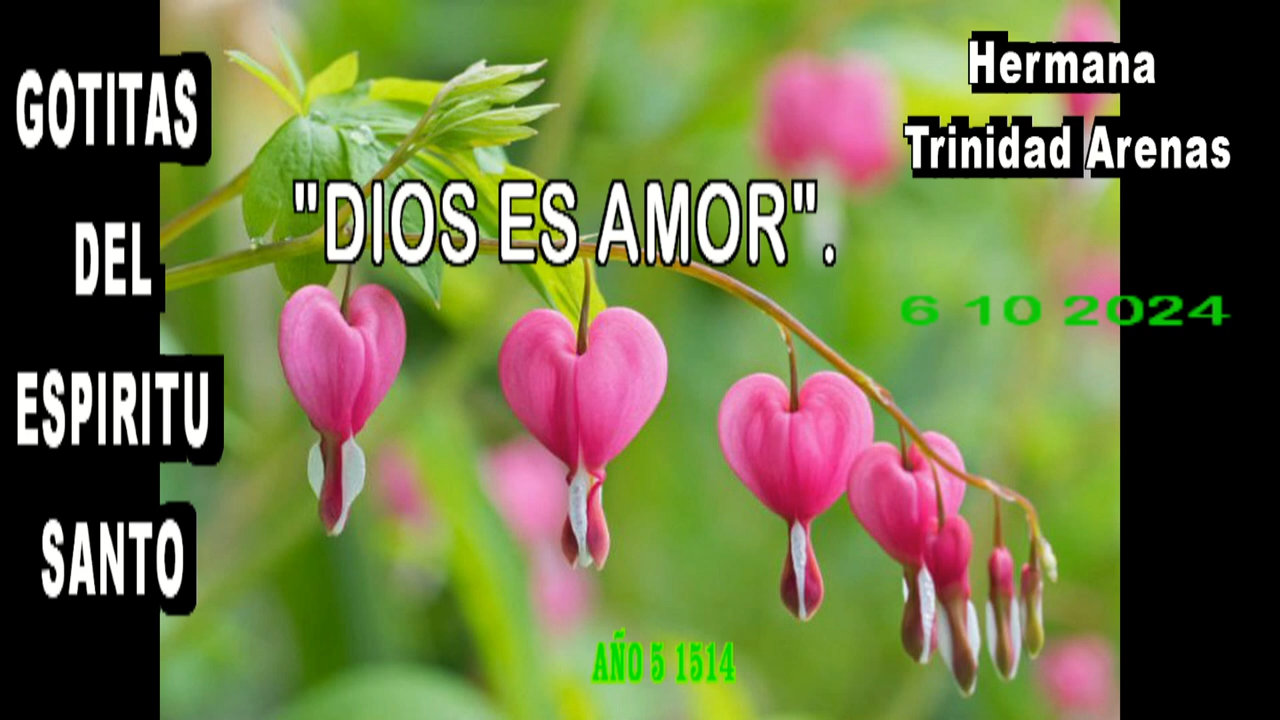 GOTITAS
DEL
ESPIRITU
SANTO
"DIOS ES AMOR".
Hermana
Trinidad Arenas
6 10 2024
AÑO 5 1514